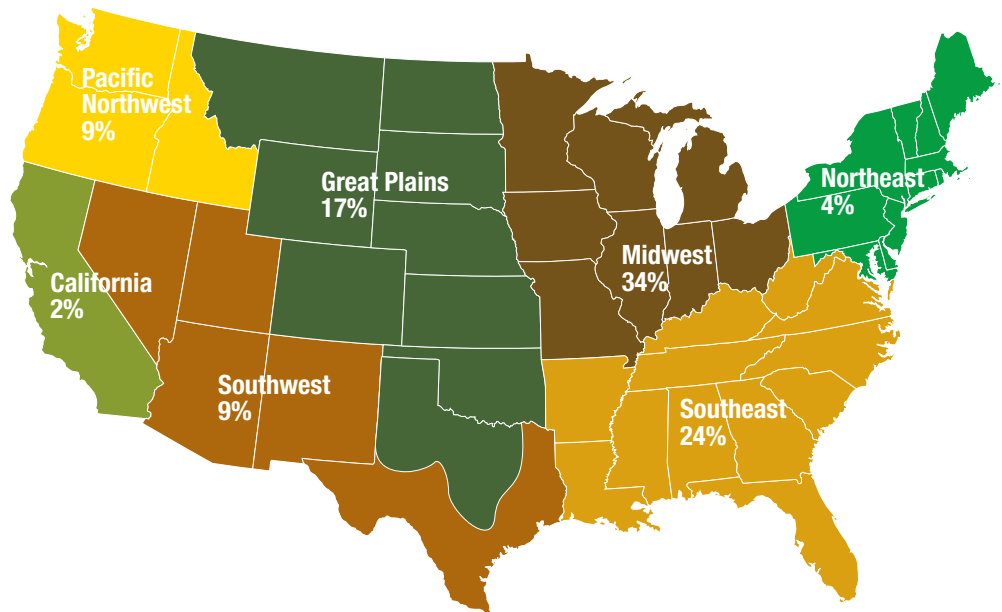 Pacific
Northwest
9%
Great Plains
17%
Northeast
4%
Midwest
34%
California
2%
Southwest
9%
Southeast
24%